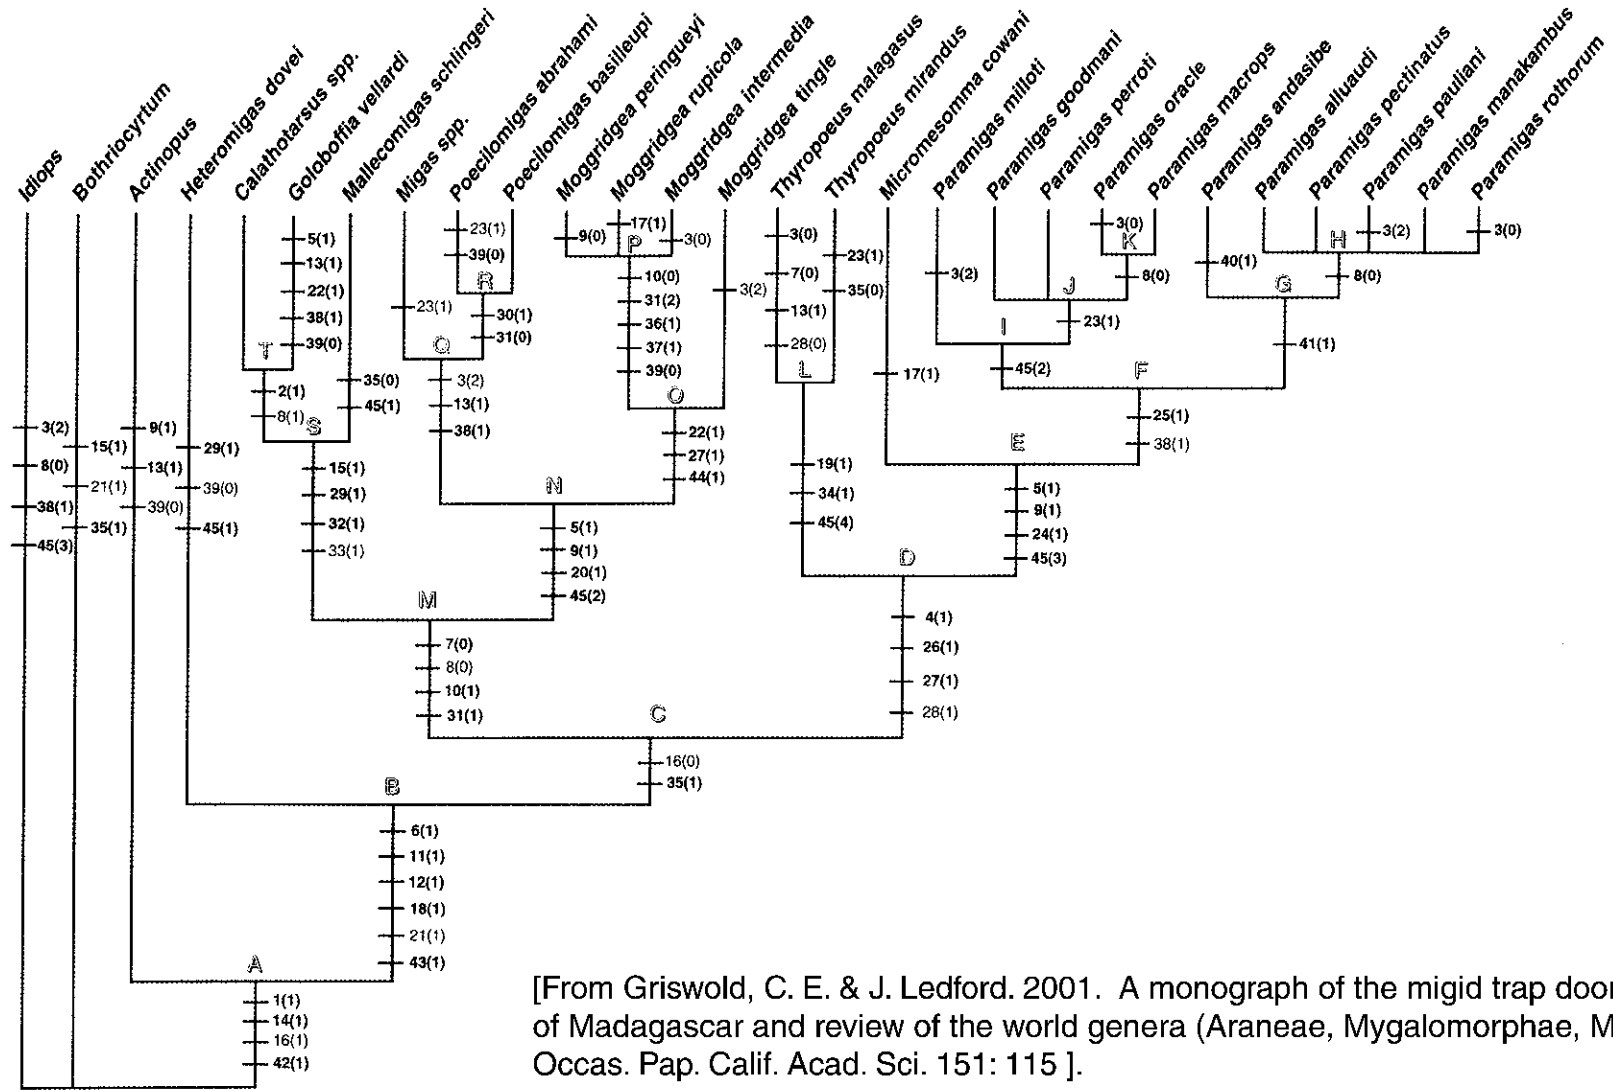 Idiops
Bothriocyrtum
Actinopus
Heteromigas dovei
Calathotarsus spp.
Goloboffia vellardi
Mallecomigas schlingeri
Migas spp.
Poecilomigas abrahami
Poecilomigas basilleupi
Moggridgea peringueyi
Moggridgea rupicola
Moggridgea intermedia
Moggridgea tingle
Thyropoeus malagasus
Thyropoeus mirandus
Micromesomma cowani
Paramigas milloti
Paramigas goodmani
Paramigas perroti
Paramigas oracle
Paramigas macrops
Paramigas andasibe
Paramigas alluaudi
Paramigas pectinatus
Paramigas pauliani
Paramigas manakambus
Paramigas rothorum
3(2)
8(0)
38(1)
45(3)
15(1)
21(1)
35(1)
9(1)
13(1)
39(0)
29(1)
39(0)
45(1)
5(1)
13(1)
22(1)
38(1)
39(0)
T
2(1)
8(1)
35(0)
45(1)
S
15(1)
29(1)
32(1)
33(1)
23(1)
23(1)
39(0)
R
30(1)
31(0)
Q
3(2)
13(1)
38(1)
9(0)
17(1)
3(0)
P
10(0)
31(2)
36(1)
37(1)
39(0)
3(2)
O
22(1)
27(1)
44(1)
N
5(1)
9(1)
20(1)
45(2)
M
7(0)
8(0)
10(1)
31(1)
3(0)
7(0)
13(1)
28(0)
23(1)
35(0)
L
19(1)
34(1)
45(4)
17(1)
3(2)
3(0)
K
8(0)
J
23(1)
I
45(2)
40(1)
3(2)
3(0)
H
8(0)
G
41(1)
F
25(1)
38(1)
E
5(1)
9(1)
24(1)
45(3)
D
4(1)
26(1)
27(1)
28(1)
C
16(0)
35(1)
B
6(1)
11(1)
12(1)
18(1)
21(1)
43(1)
A
1(1)
14(1)
16(1)
42(1)
[From Griswold, C. E. & J. Ledford. 2001. A monograph of the migid trap door
of Madagascar and review of the world genera (Araneae, Mygalomorphae, M
Occas. Pap. Calif. Acad. Sci. 151: 115 ].